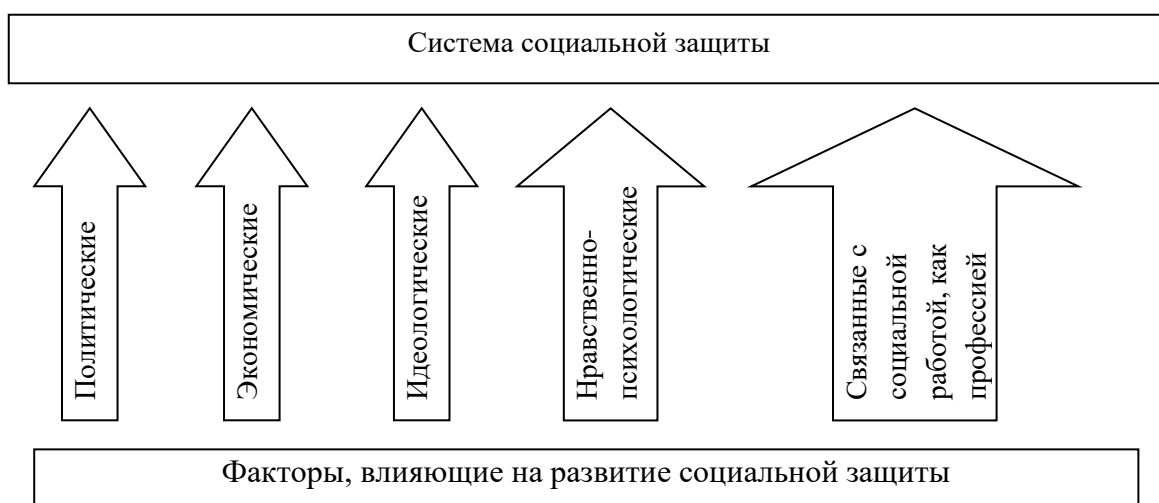 Система социальной защиты
Политические
Экономические
Идеологические
Нравственно-
психологические
Связанные с
социальной
работой, как
профессией
Факторы, влияющие на развитие социальной защиты